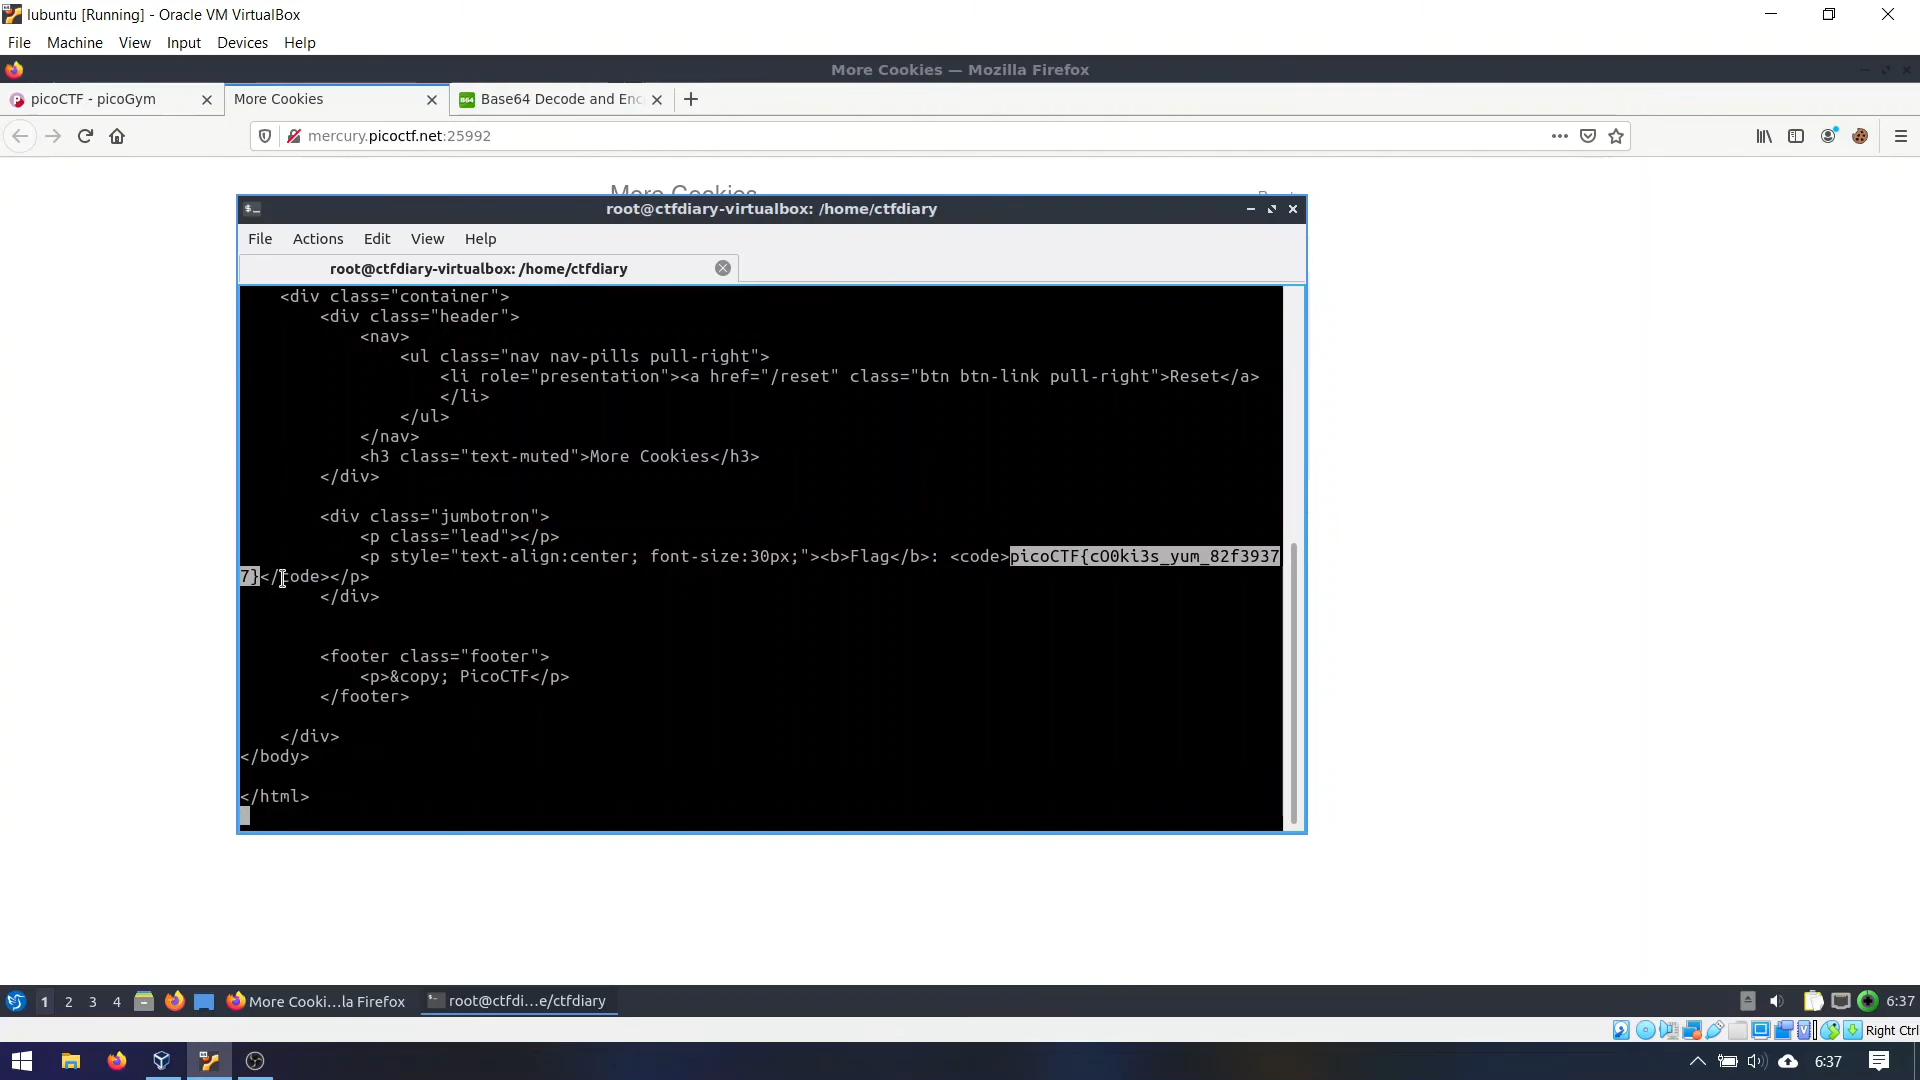 lubuntu [Running] - Oracle VM VirtualBox
File Machine View Input Devices Help
More Cookies — Mozilla Firefox
picoCTF - picoGym
More Cookies
Base64 Decode and Enc
mercury.picoctf.net:25992
More Cookies
root@ctfdiary-virtualbox: /home/ctfdiary
File Actions Edit View Help
root@ctfdiary-virtualbox: /home/ctfdiary
<div class="container">
<div class="header">
<nav>
<ul class="nav nav-pills pull-right">
<li role="presentation"><a href="/reset" class="btn btn-link pull-right">Reset</a>
</li>
</ul>
</nav>
<h3 class="text-muted">More Cookies</h3>
</div>
<div class="jumbotron">
<p class="lead"></p>
<p style="text-align:center; font-size:30px;"><b>Flag</b>: <code>picoCTF{cO0ki3s_yum_82f3937
7}</code></p>
</div>
<footer class="footer">
<p>&copy; PicoCTF</p>
</footer>
</div>
</body>
</html>
1 2 3 4 More Cooki...la Firefox root@ctfdi...e/ctfdiary 6:37
Right Ctrl
6:37